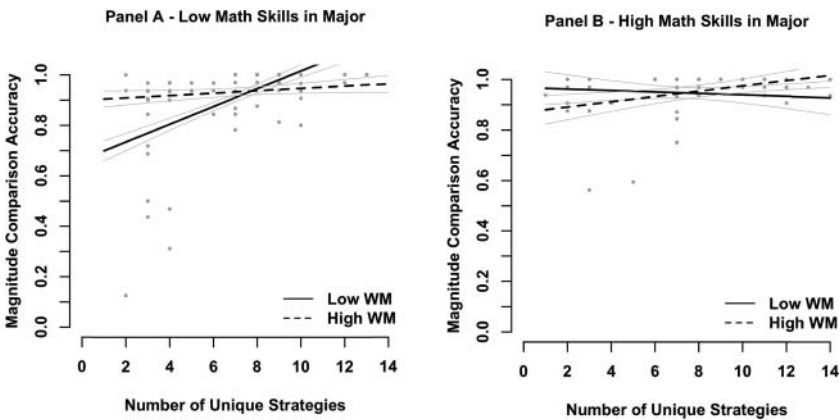 Panel A - Low Math Skills in Major
Magnitude Comparison Accuracy
1.0
0.8
0.6
0.4
0.2
0.0
Low WM
High WM
0 2 4 6 8 10 12 14
Number of Unique Strategies
Panel B - High Math Skills in Major
Magnitude Comparison Accuracy
1.0
0.8
0.6
0.4
0.2
0.0
Low WM
High WM
0 2 4 6 8 10 12 14
Number of Unique Strategies